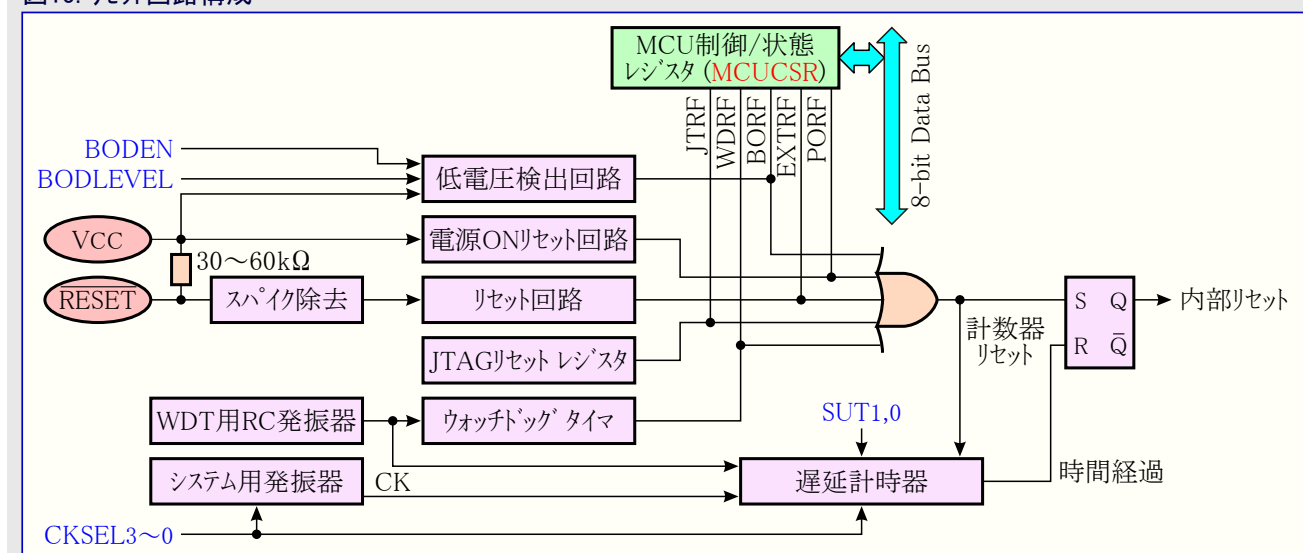 MCU制御/状態
レジスタ (MCUCSR)
8-bit Data Bus
JTRF
WDRF
BORF
EXTRF
PORF
BODEN
BODLEVEL
低電圧検出回路
VCC
電源ONリセット回路
30～60kΩ
RESET
スパイク除去
リセット回路
S Q
内部リセット
計数器
リセット
R Q̄
JTAGリセット レジスタ
WDT用RC発振器
ウォッチドッグ タイマ
SUT1,0
システム用発振器
CK
遅延計時器
時間経過
CKSEL3～0